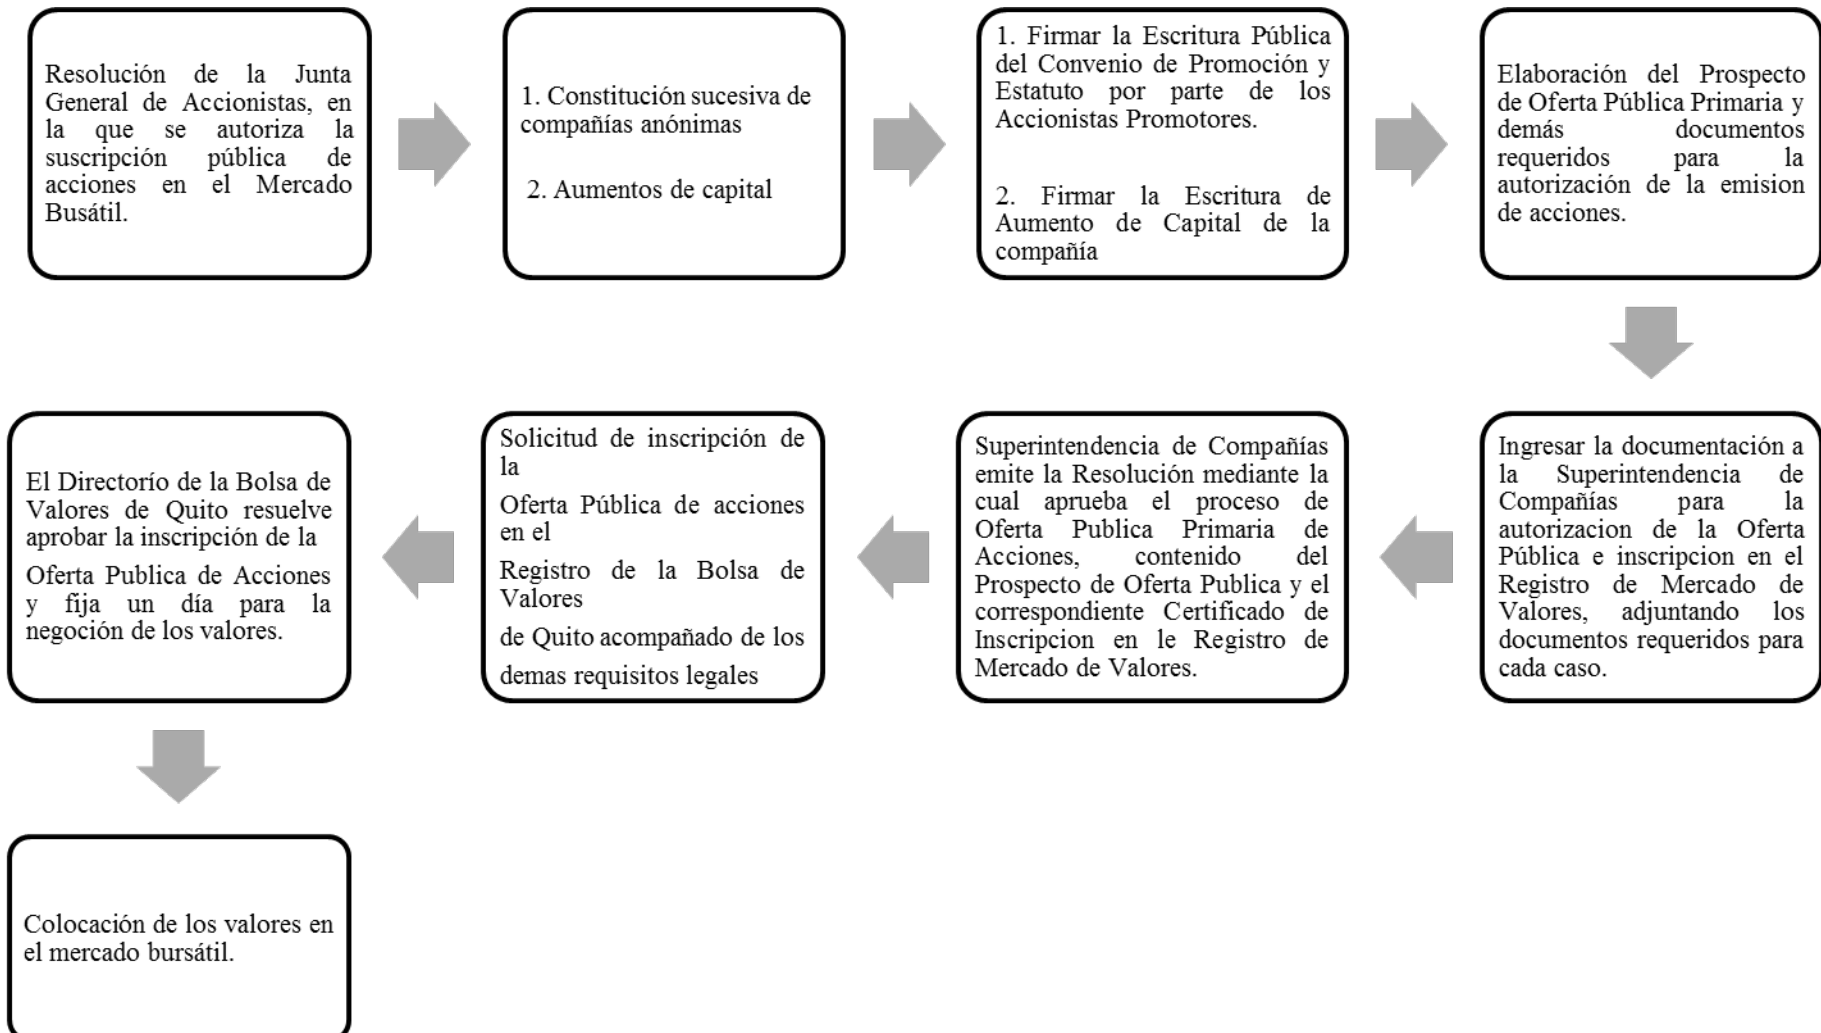 Resolución de la Junta
General de Accionistas, en
la que se autoriza la
suscripción pública de
acciones en el Mercado
Busátil.
1. Constitución sucesiva de
compañías anónimas
2. Aumentos de capital
1. Firmar la Escritura Pública
del Convenio de Promoción y
Estatuto por parte de los
Accionistas Promotores.
2. Firmar la Escritura de
Aumento de Capital de la
compañía
Elaboración del Prospecto
de Oferta Pública Primaria y
demás documentos
requeridos para la
autorización de la emision
de acciones.
Ingresar la documentación a
la Superintendencia de
Compañías para la
autorizacion de la Oferta
Pública e inscripcion en el
Registro de Mercado de
Valores, adjuntando los
documentos requeridos para
cada caso.
Superintendencia de Compañías
emite la Resolución mediante la
cual aprueba el proceso de
Oferta Publica Primaria de
Acciones, contenido del
Prospecto de Oferta Publica y el
correspondiente Certificado de
Inscripcion en le Registro de
Mercado de Valores.
Solicitud de inscripción de
la
Oferta Pública de acciones
en el
Registro de la Bolsa de
Valores
de Quito acompañado de los
demas requisitos legales
El Directorío de la Bolsa de
Valores de Quito resuelve
aprobar la inscripción de la
Oferta Publica de Acciones
y fija un día para la
negoción de los valores.
Colocación de los valores en
el mercado bursátil.